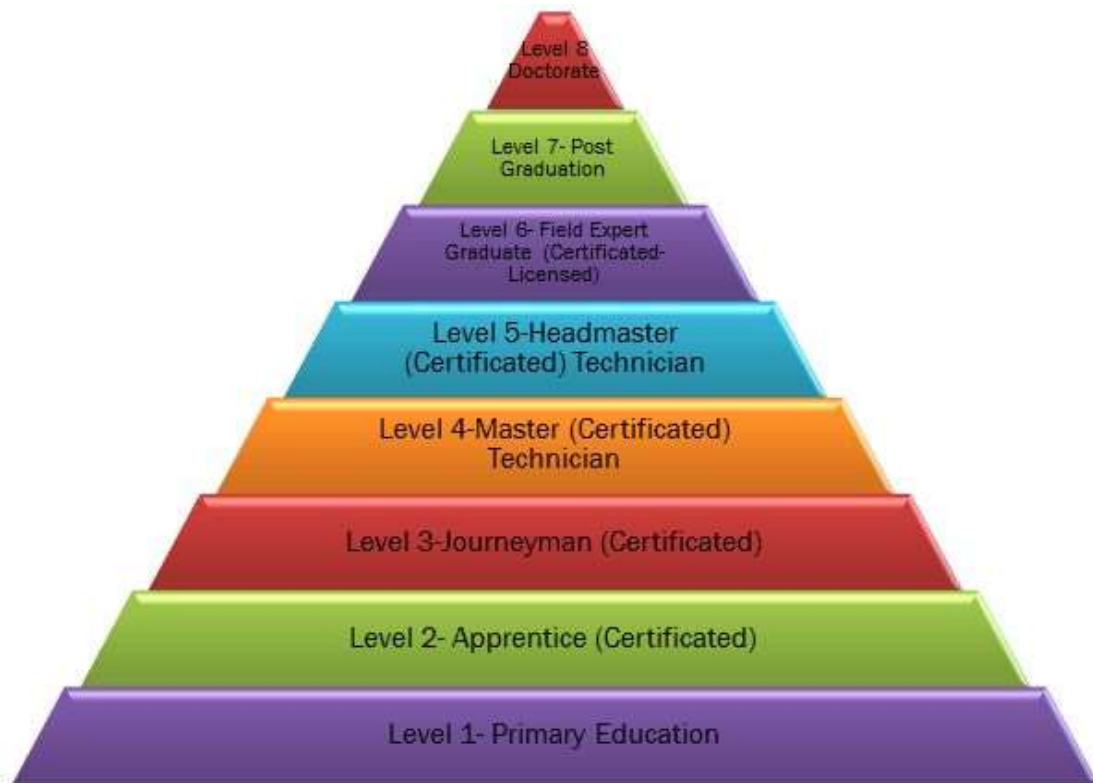 Level 8
Doctorate
Level 7- Post
Graduation
Level 6- Field Expert
Graduate (Certificated-
Licensed)
Level 5-Headmaster
(Certificated) Technician
Level 4-Master (Certificated)
Technician
Level 3-Journeyman (Certificated)
Level 2- Apprentice (Certificated)
Level 1- Primary Education